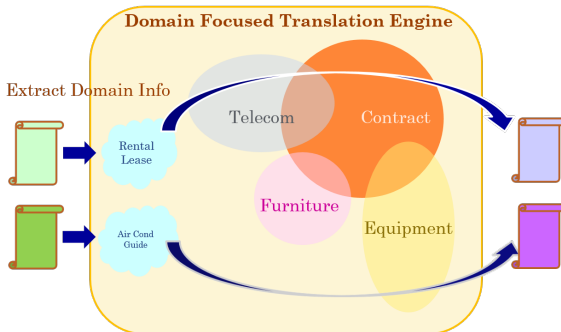 Domain Focused Translation Engine
Extract Domain Info
Telecom
Contract
Rental
Lease
Furniture
Air Cond
Guide
Equipment